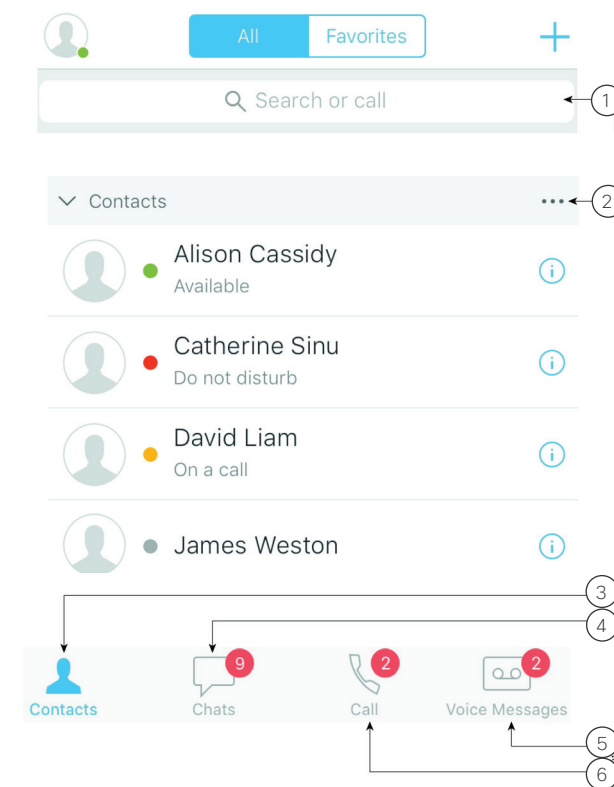 All Favorites
Search or call
1
Contacts
2
Alison Cassidy
Available
Catherine Sinu
Do not disturb
David Liam
On a call
James Weston
3
4
9 2 2
Contacts Chats Call Voice Messages
5
6